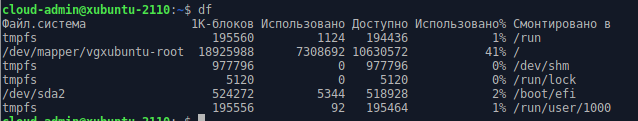 cloud-admin@xubuntu-2110:~$ df
Файл.система 1K-блоков Использовано Доступно Использовано% Смонтировано в
tmpfs 195560 1124 194436 1% /run
/dev/mapper/vgxubuntu-root 18925988 7308692 10630572 41% /
tmpfs 977796 0 977796 0% /dev/shm
tmpfs 5120 0 5120 0% /run/lock
/dev/sda2 524272 5344 518928 2% /boot/efi
tmpfs 195556 92 195464 1% /run/user/1000
cloud-admin@xubuntu-2110:~$